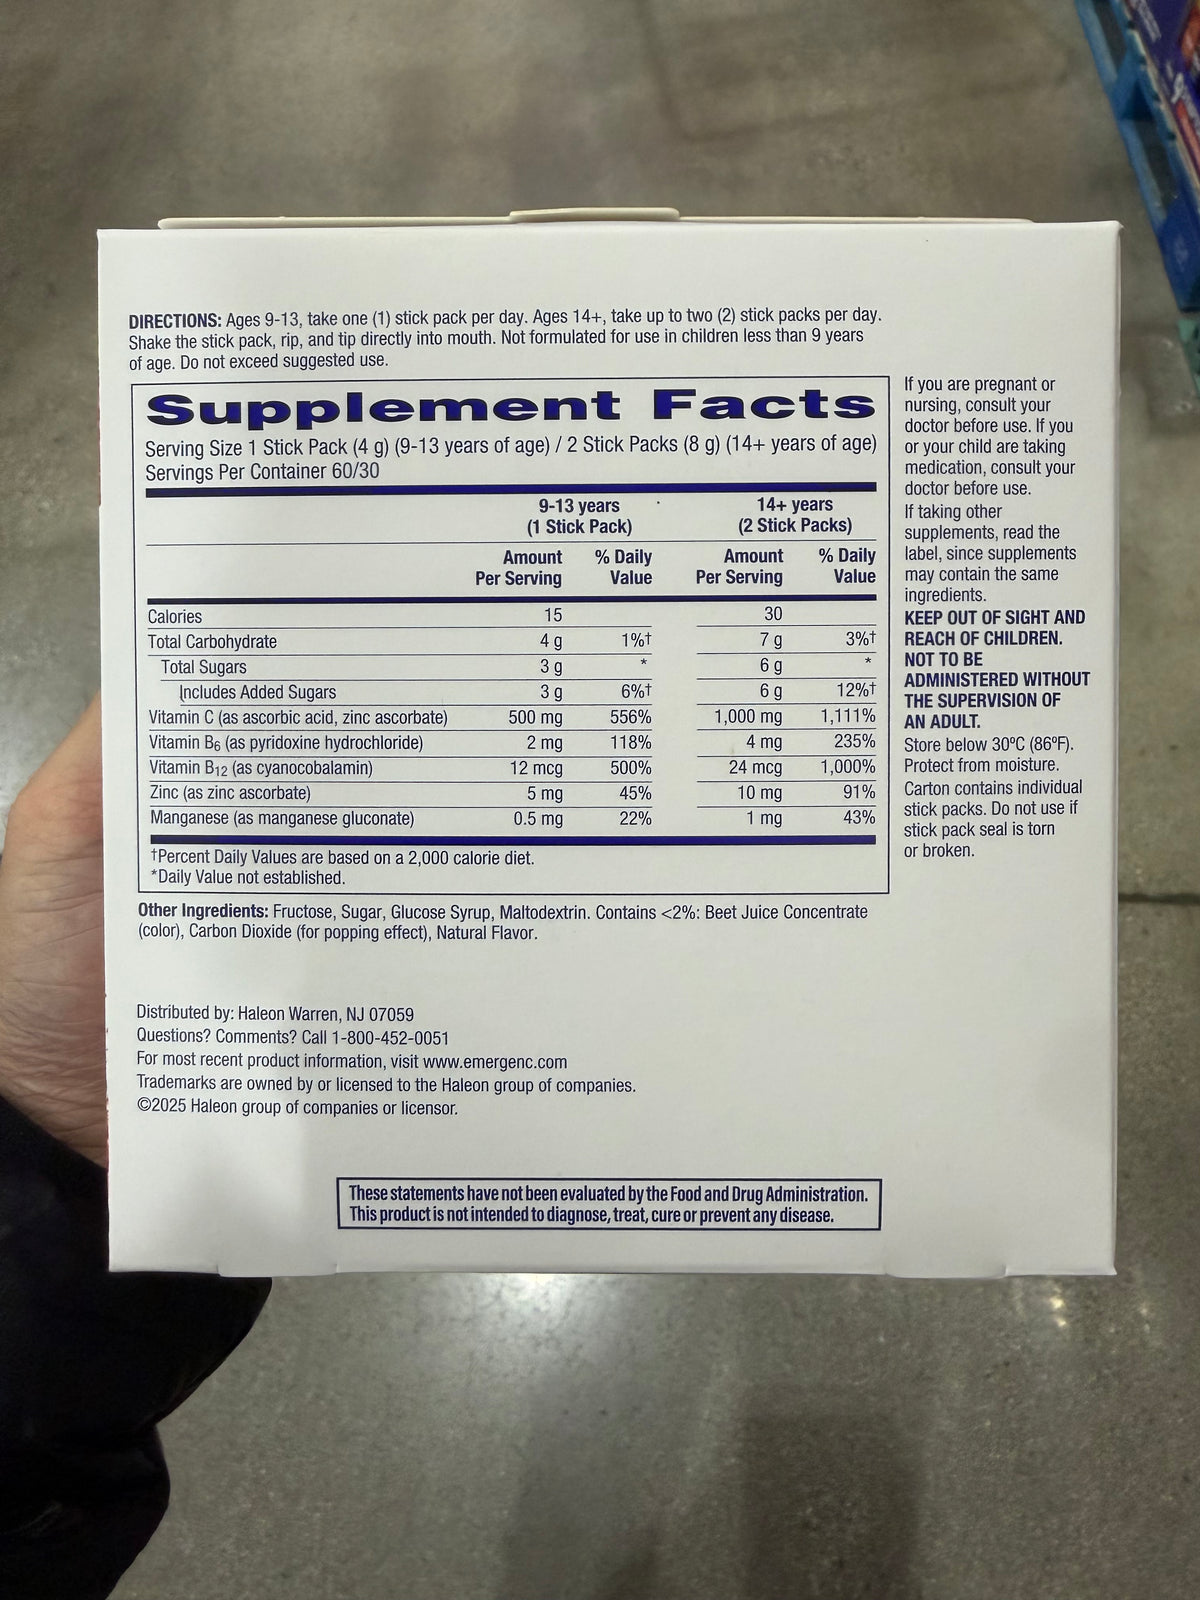 DIRECTIONS: Ages 9-13, take one (1) stick pack per day. Ages 14+, take up to two (2) stick packs per day.
Shake the stick pack, rip, and tip directly into mouth. Not formulated for use in children less than 9 years
of age. Do not exceed suggested use.
Supplement Facts
Serving Size 1 Stick Pack (4 g) (9-13 years of age) / 2 Stick Packs (8 g) (14+ years of age)
Servings Per Container 60/30
9-13 years 14+ years
(1 Stick Pack) (2 Stick Packs)
Amount % Daily Amount % Daily
Per Serving Value Per Serving Value
Calories 15 30
Total Carbohydrate 4 g 1%† 7 g 3%†
Total Sugars 3 g * 6 g *
Includes Added Sugars 3 g 6%† 6 g 12%†
Vitamin C (as ascorbic acid, zinc ascorbate) 500 mg 556% 1,000 mg 1,111%
Vitamin B6 (as pyridoxine hydrochloride) 2 mg 118% 4 mg 235%
Vitamin B12 (as cyanocobalamin) 12 mcg 500% 24 mcg 1,000%
Zinc (as zinc ascorbate) 5 mg 45% 10 mg 91%
Manganese (as manganese gluconate) 0.5 mg 22% 1 mg 43%
†Percent Daily Values are based on a 2,000 calorie diet.
*Daily Value not established.
If you are pregnant or
nursing, consult your
doctor before use. If you
or your child are taking
medication, consult your
doctor before use.
If taking other
supplements, read the
label, since supplements
may contain the same
ingredients.
KEEP OUT OF SIGHT AND
REACH OF CHILDREN.
NOT TO BE
ADMINISTERED WITHOUT
THE SUPERVISION OF
AN ADULT.
Store below 30ºC (86ºF).
Protect from moisture.
Carton contains individual
stick packs. Do not use if
stick pack seal is torn
or broken.
Other Ingredients: Fructose, Sugar, Glucose Syrup, Maltodextrin. Contains <2%: Beet Juice Concentrate
(color), Carbon Dioxide (for popping effect), Natural Flavor.
Distributed by: Haleon Warren, NJ 07059
Questions? Comments? Call 1-800-452-0051
For most recent product information, visit www.emergenc.com
Trademarks are owned by or licensed to the Haleon group of companies.
©2025 Haleon group of companies or licensor.
These statements have not been evaluated by the Food and Drug Administration.
This product is not intended to diagnose, treat, cure or prevent any disease.